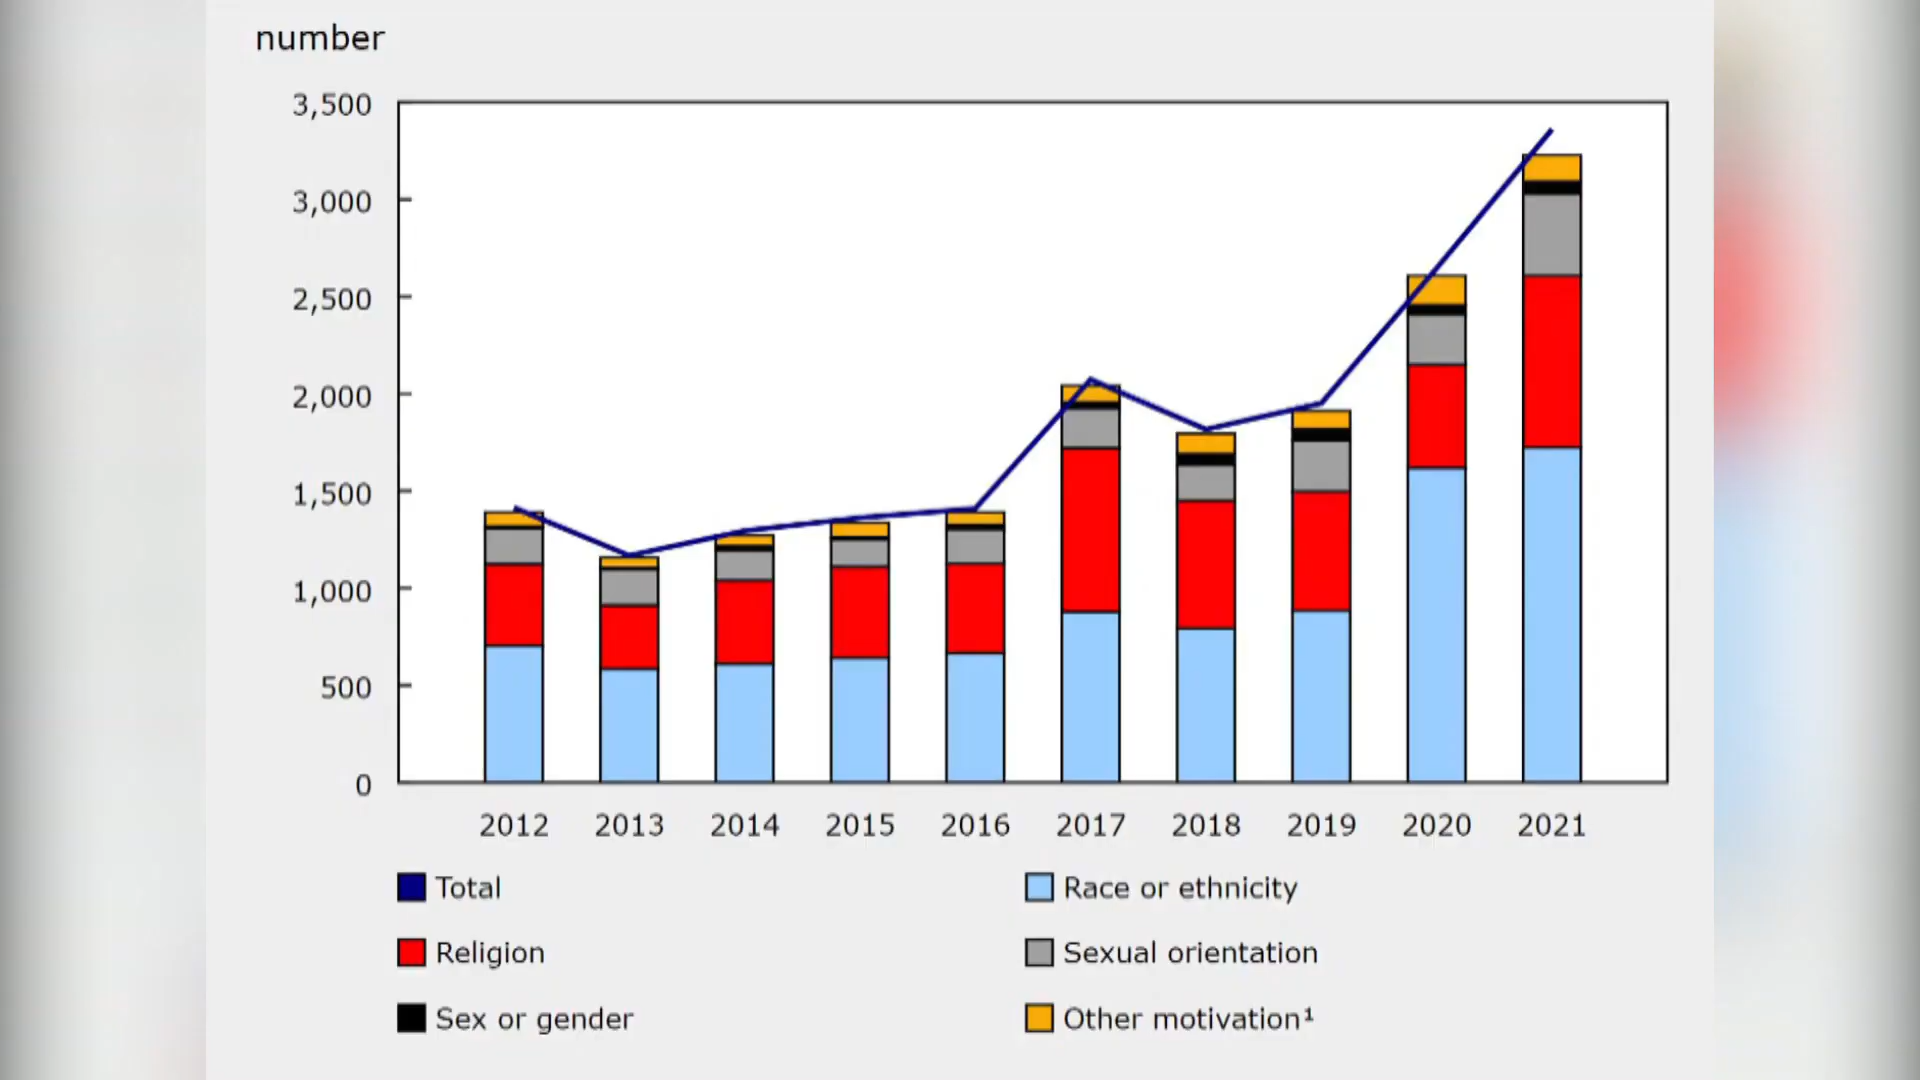 number
3,500
3,000
2,500
2,000
1,500
1,000
500
0
2012 2013 2014 2015 2016 2017 2018 2019 2020 2021
Total Race or ethnicity
Religion Sexual orientation
Sex or gender Other motivation¹